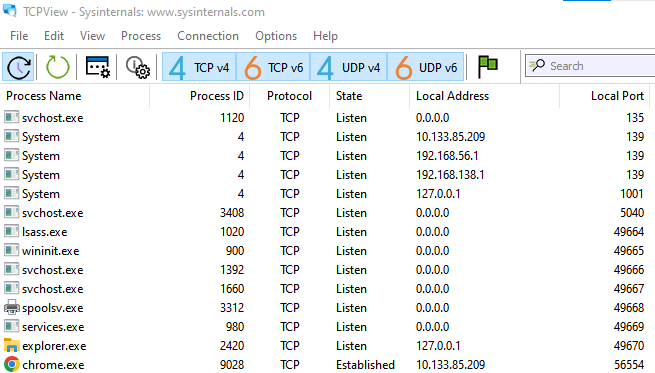 TCPView - Sysinternals: www.sysinternals.com
File Edit View Process Connection Options Help
4 TCP v4 6 TCP v6 4 UDP v4 6 UDP v6 Search
Process Name Process ID Protocol State Local Address Local Port
svchost.exe 1120 TCP Listen 0.0.0.0 135
System 4 TCP Listen 10.133.85.209 139
System 4 TCP Listen 192.168.56.1 139
System 4 TCP Listen 192.168.138.1 139
System 4 TCP Listen 127.0.0.1 1001
svchost.exe 3408 TCP Listen 0.0.0.0 5040
lsass.exe 1020 TCP Listen 0.0.0.0 49664
wininit.exe 900 TCP Listen 0.0.0.0 49665
svchost.exe 1392 TCP Listen 0.0.0.0 49666
svchost.exe 1660 TCP Listen 0.0.0.0 49667
spoolsv.exe 3312 TCP Listen 0.0.0.0 49668
services.exe 980 TCP Listen 0.0.0.0 49669
explorer.exe 2420 TCP Listen 127.0.0.1 49670
chrome.exe 9028 TCP Established 10.133.85.209 56554